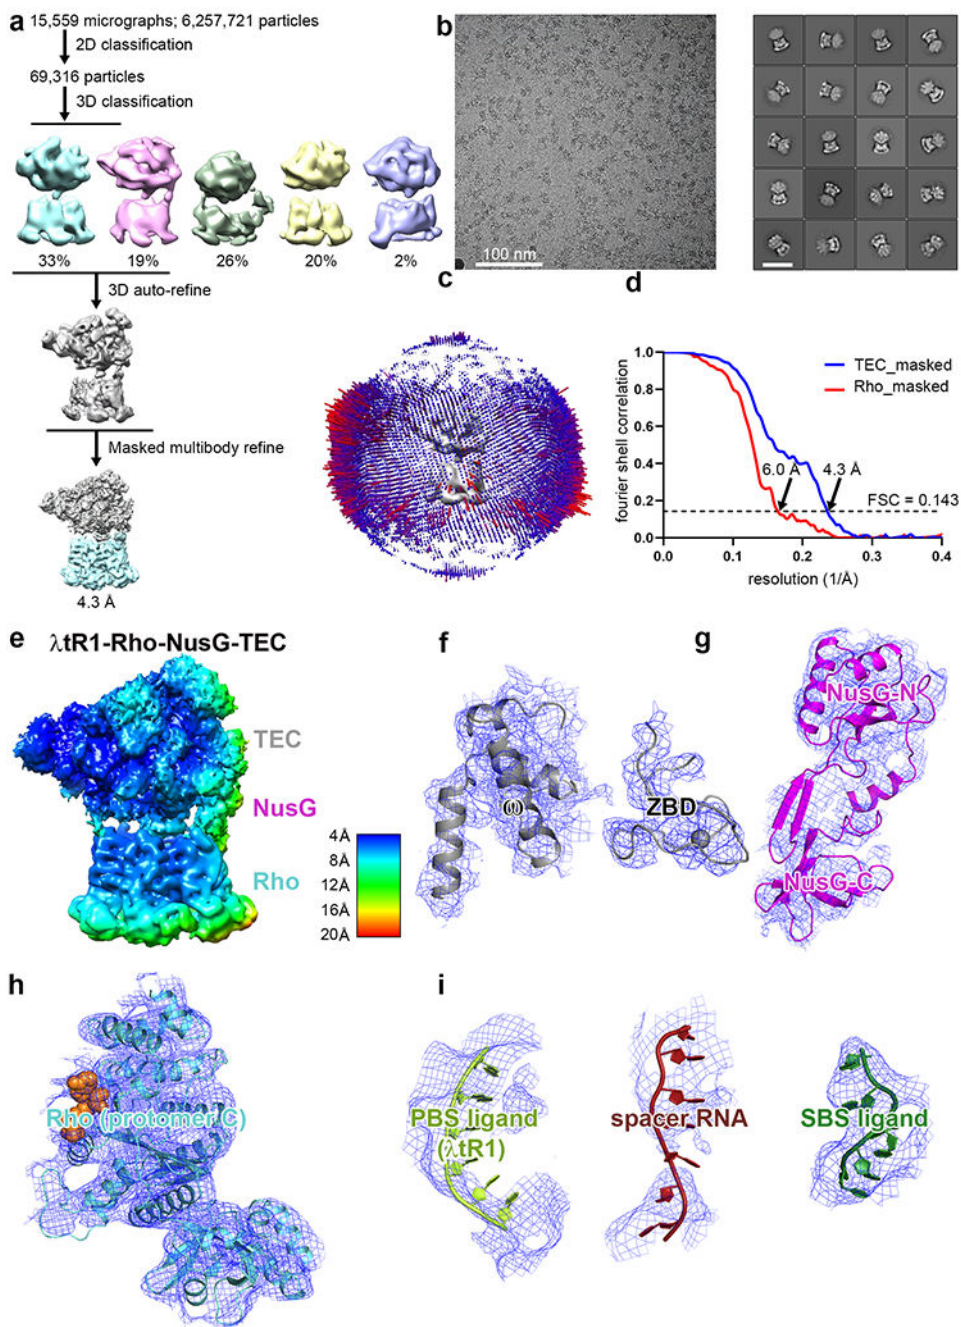 a
15,559 micrographs; 6,257,721 particles
2D classification
69,316 particles
3D classification
33%
19%
26%
20%
2%
3D auto-refine
Masked multibody refine
4.3 Å
b
100 nm
c
d
TEC_masked
Rho_masked
fourier shell correlation
1.0
0.8
0.6
0.4
0.2
0.0
6.0 Å
4.3 Å
FSC = 0.143
0.0
0.1
0.2
0.3
0.4
resolution (1/Å)
e
λtR1-Rho-NusG-TEC
TEC
NusG
Rho
4Å
8Å
12Å
16Å
20Å
f
ω
ZBD
g
NusG-N
NusG-C
h
Rho (protomer C)
i
PBS ligand
(λtR1)
spacer RNA
SBS ligand